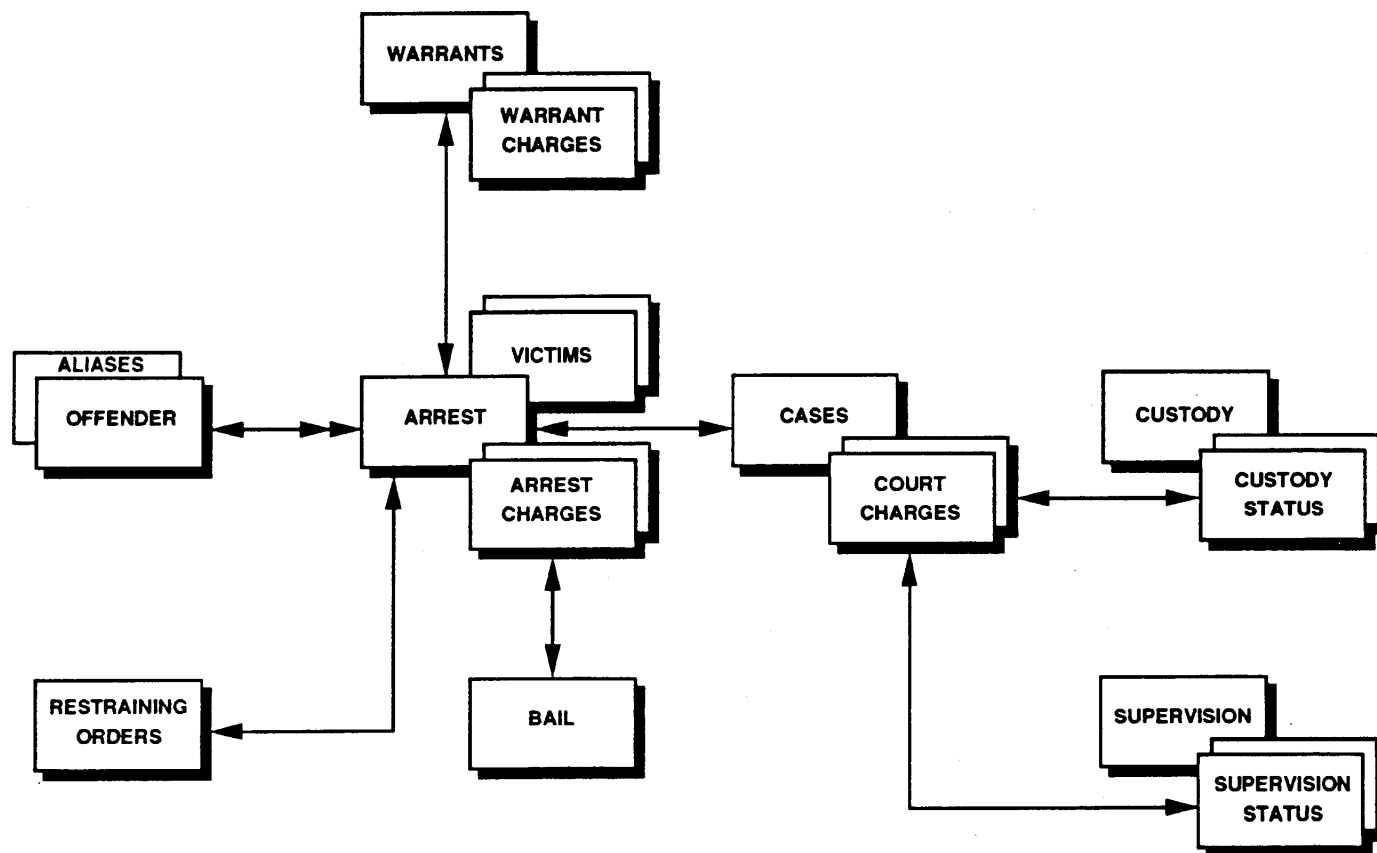 WARRANTS
WARRANT
CHARGES
VICTIMS
ALIASES
OFFENDER
ARREST
CASES
CUSTODY
ARREST
CHARGES
COURT
CHARGES
CUSTODY
STATUS
RESTRAINING
ORDERS
BAIL
SUPERVISION
SUPERVISION
STATUS